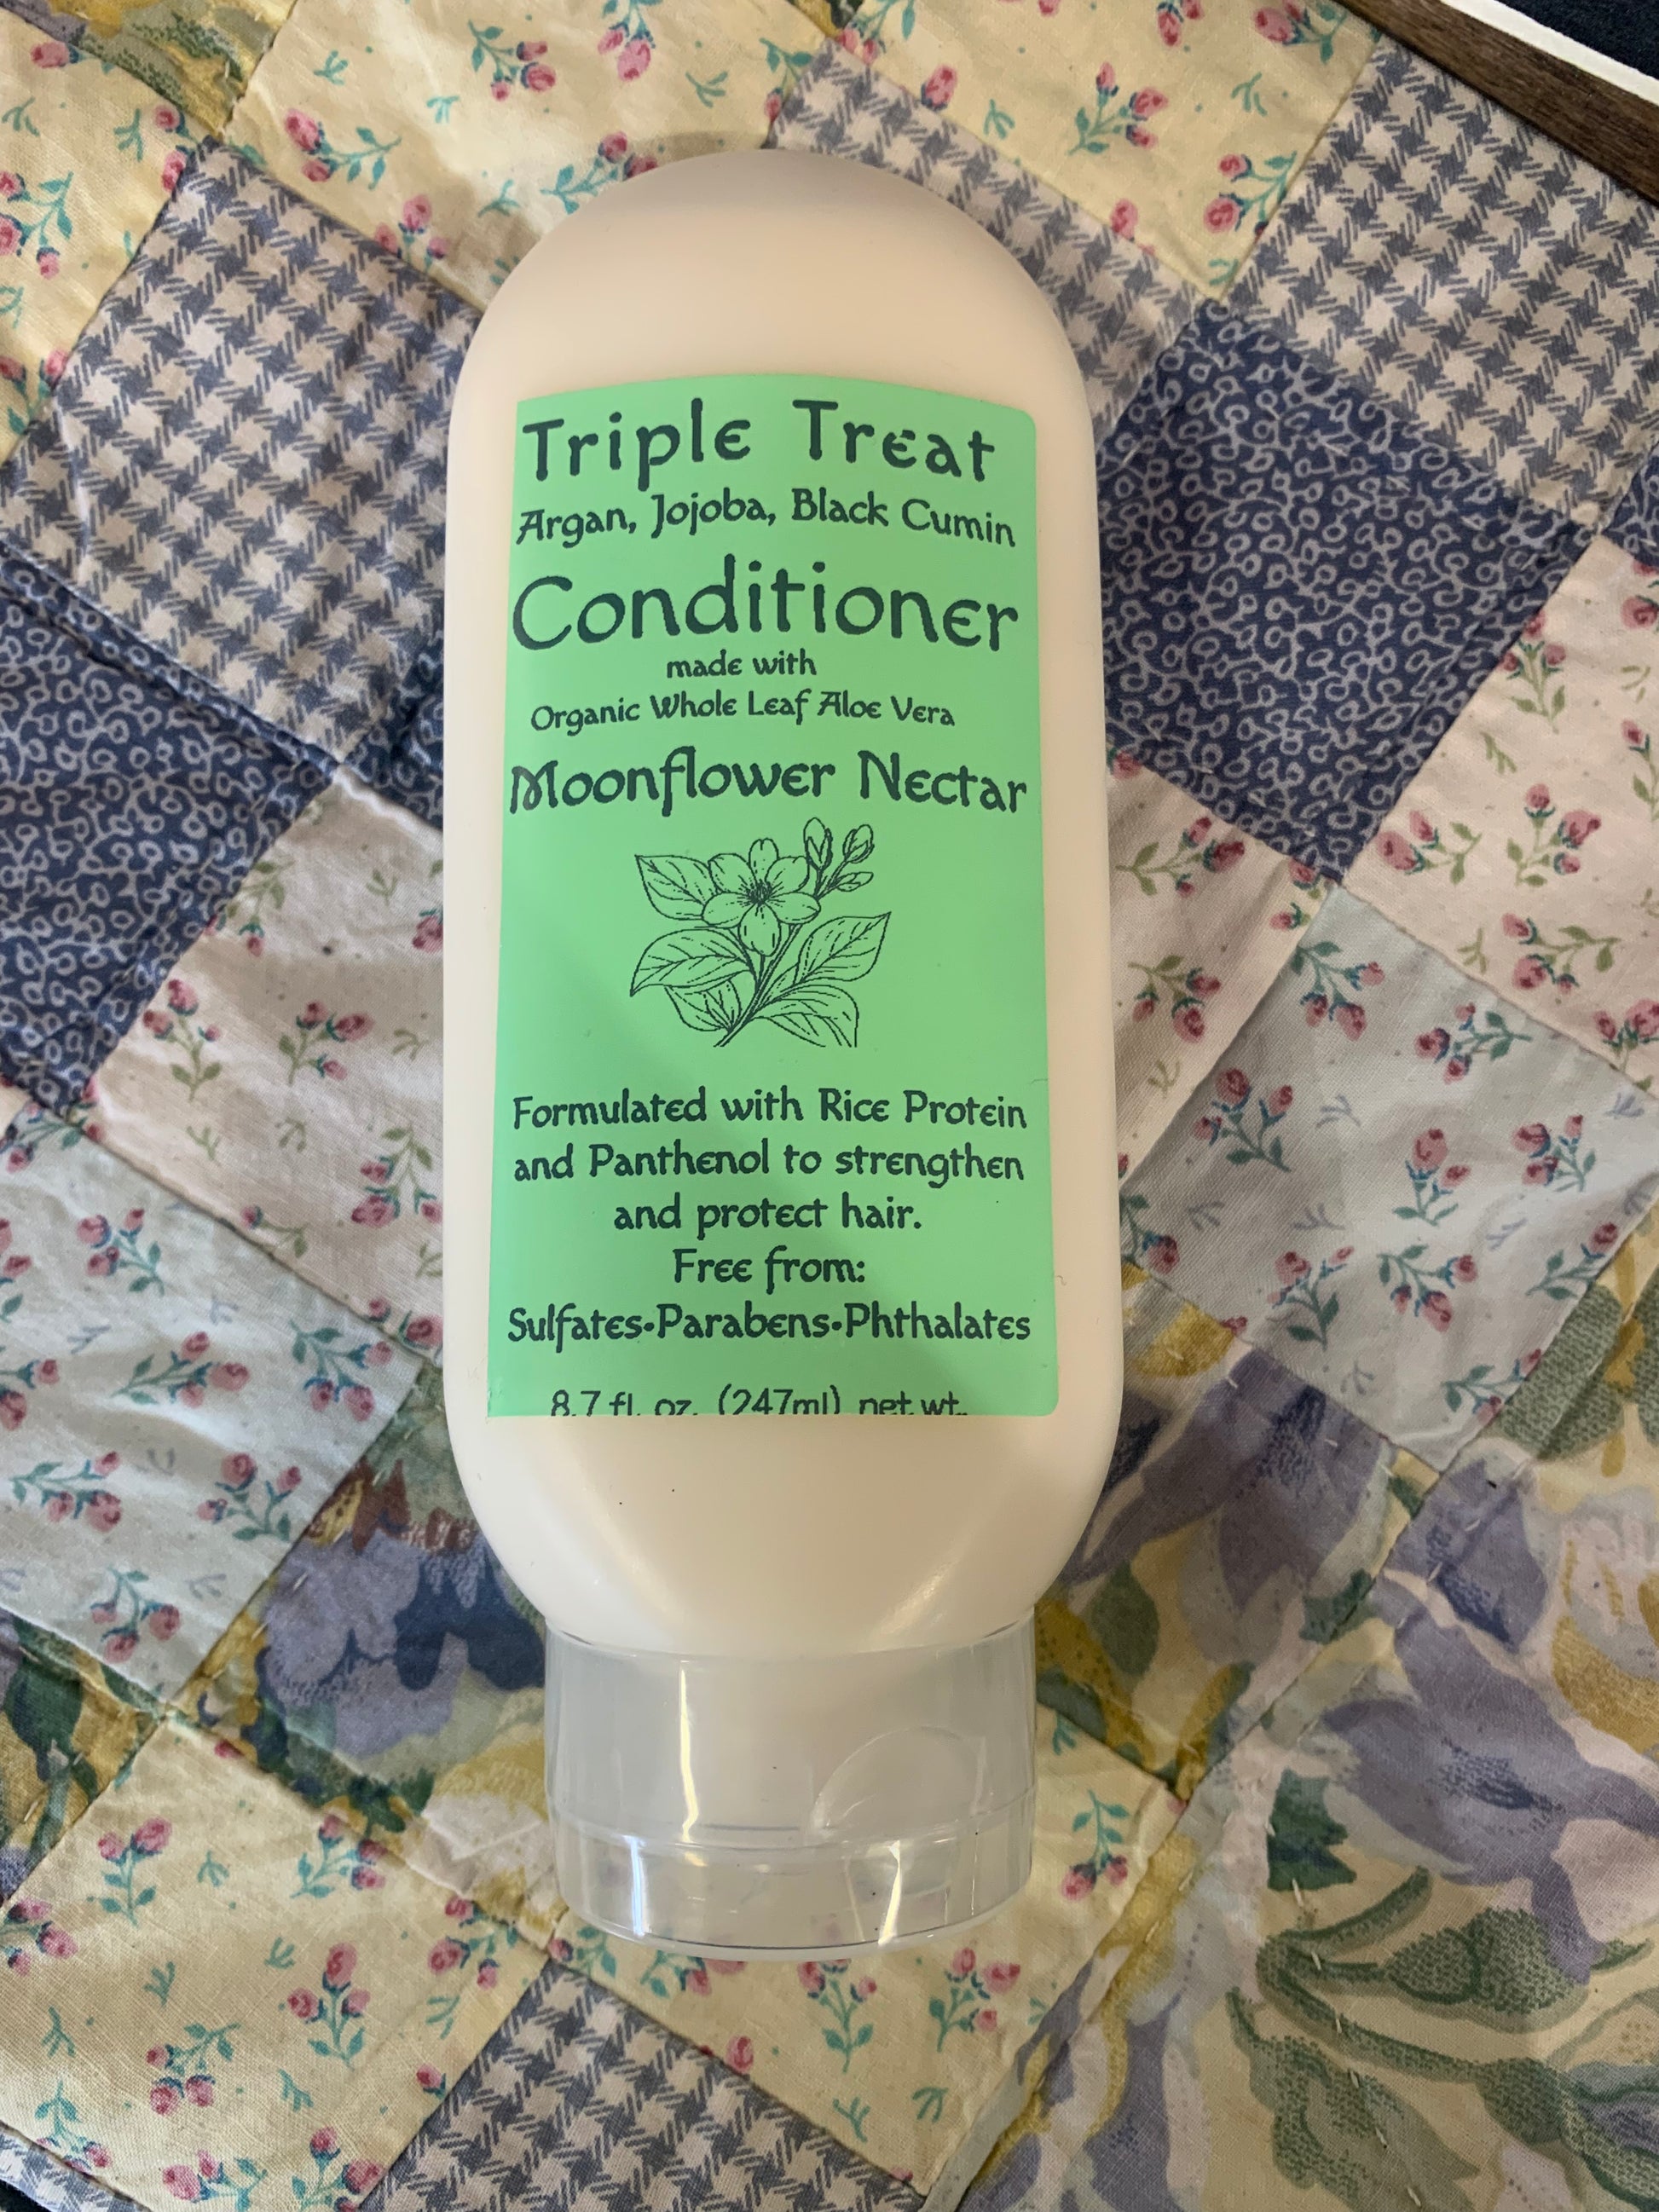 Triple Treat
Argan, Jojoba, Black Cumin
Conditioner
made with
Organic Whole Leaf Aloe Vera
Moonflower Nectar
Formulated with Rice Protein
and Panthenol to strengthen
and protect hair.
Free from:
Sulfates•Parabens•Phthalates
8.7 fl. oz. (247ml) net wt.